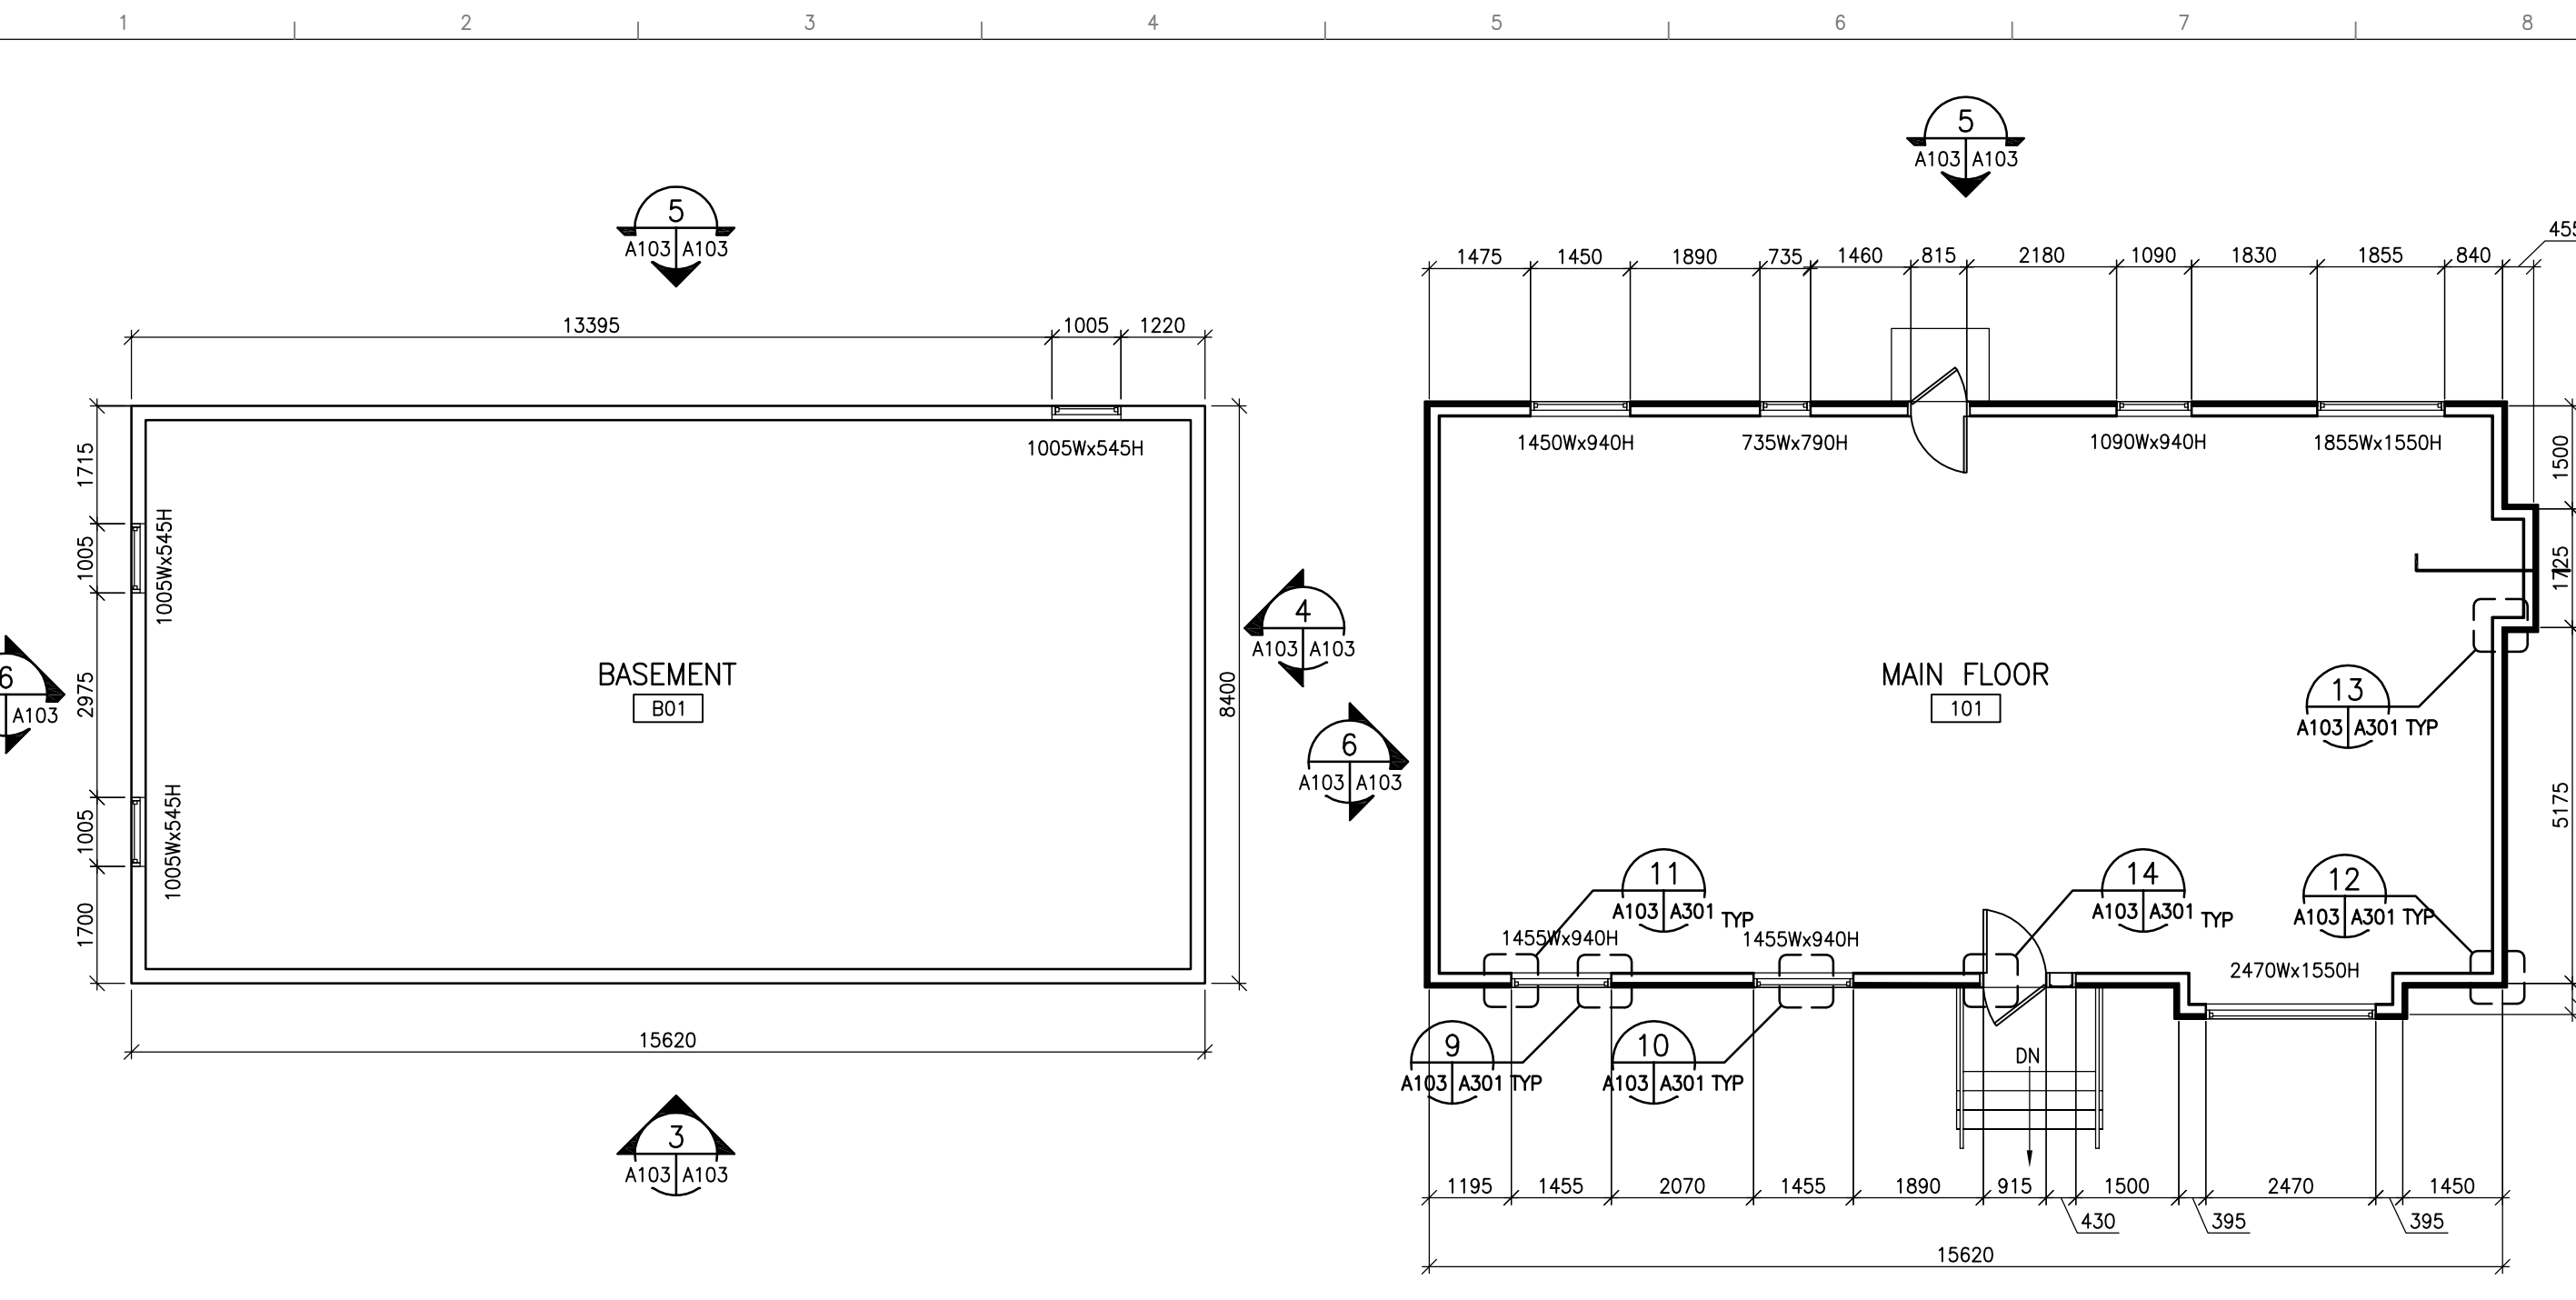 1 2 3 4 5 6 7 8
5
A103 A103
13395 1005 1220
1005Wx545H
1715
1005
2975
1005
1700
1005Wx545H
1005Wx545H
6
A103
BASEMENT
B01
8400
15620
3
A103 A103
4
A103 A103
6
A103 A103
5
A103 A103
455
1475 1450 1890 735 1460 815 2180 1090 1830 1855 840
1450Wx940H 735Wx790H 1090Wx940H 1855Wx1550H
1500
1725
5175
MAIN FLOOR
101
13
A103 A301 TYP
11
A103 A301 TYP
14
A103 A301 TYP
12
A103 A301 TYP
1455Wx940H 1455Wx940H
2470Wx1550H
9
A103 A301 TYP
10
A103 A301 TYP
DN
1195 1455 2070 1455 1890 915 1500 2470 1450
430 395 395
15620